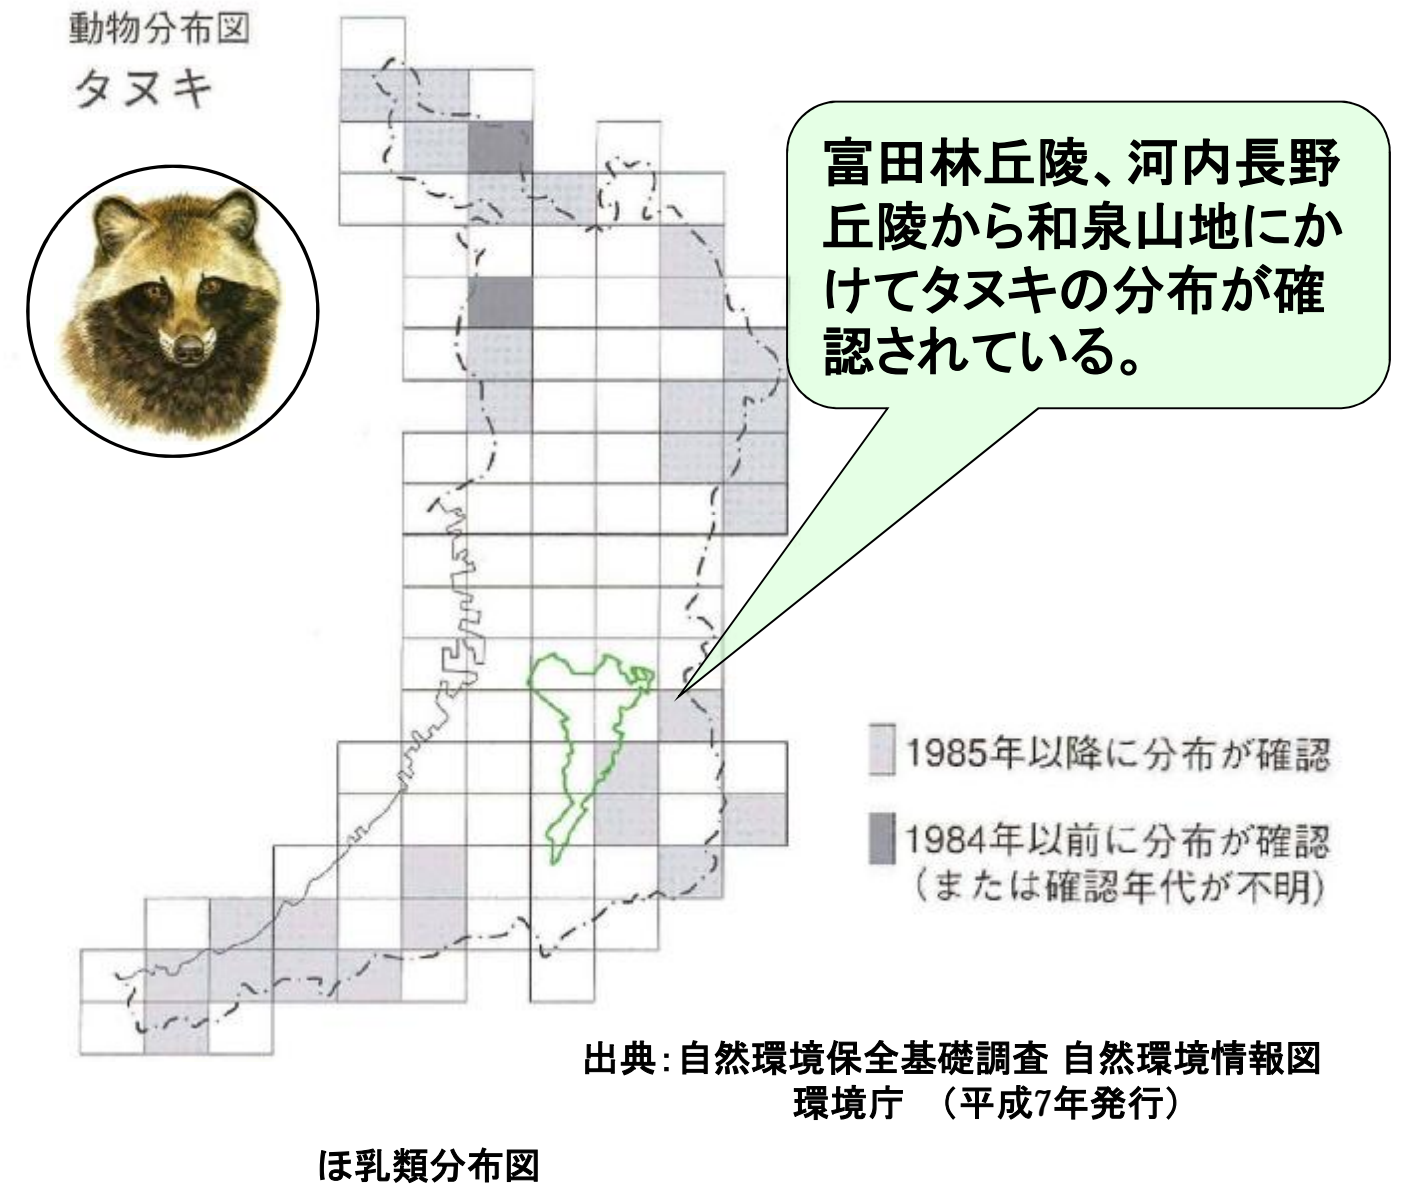 動物分布図
タヌキ
富田林丘陵、河内長野
丘陵から和泉山地にか
けてタヌキの分布が確
認されている。
1985年以降に分布が確認
1984年以前に分布が確認
(または確認年代が不明)
出典：自然環境保全基礎調査 自然環境情報図
環境庁　（平成7年発行）
ほ乳類分布図